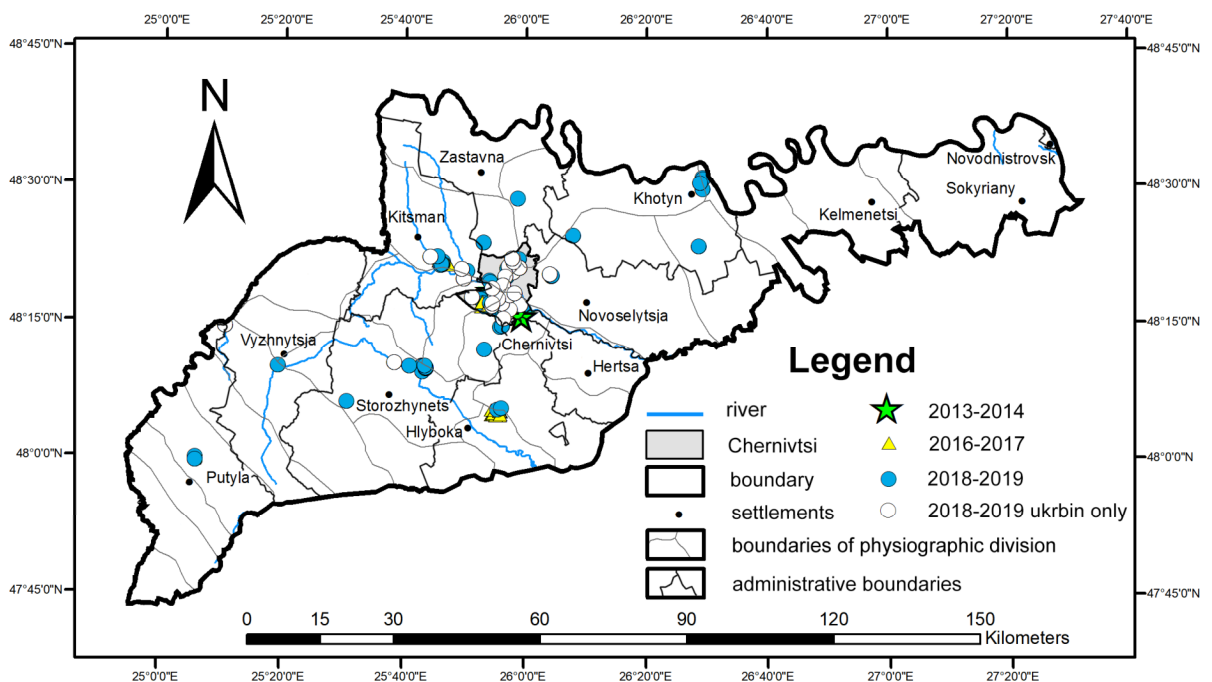 25°0'0"E 25°20'0"E 25°40'0"E 26°0'0"E 26°20'0"E 26°40'0"E 27°0'0"E 27°20'0"E 27°40'0"E
48°45'0"N 48°45'0"N
N
Zastavna
Novodnistrovsk
48°30'0"N 48°30'0"N
Khotyn
Sokyriany
Kelmenetsi
Kitsman
48°15'0"N 48°15'0"N
Novoselytsja
Vyzhnytsja
Chernivtsi
Hertsa
Storozhynets
Hlyboka
48°0'0"N 48°0'0"N
Putyla
47°45'0"N 47°45'0"N
Legend
river 2013-2014
Chernivtsi 2016-2017
boundary 2018-2019
settlements 2018-2019 ukrbin only
boundaries of physiographic division
administrative boundaries
0 15 30 60 90 120 150
Kilometers
25°0'0"E 25°20'0"E 25°40'0"E 26°0'0"E 26°20'0"E 26°40'0"E 27°0'0"E 27°20'0"E